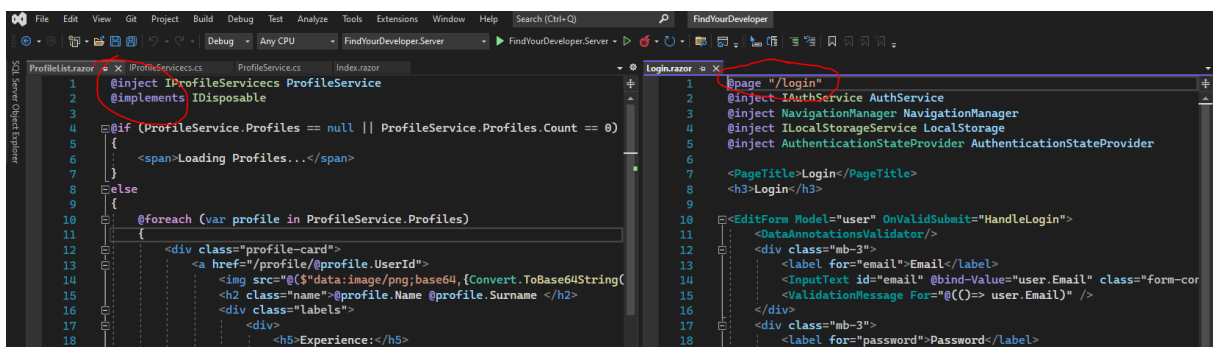 File Edit View Git Project Build Debug Test Analyze Tools Extensions Window Help Search (Ctrl+Q) FindYourDeveloper
Debug Any CPU FindYourDeveloper.Server FindYourDeveloper.Server
SQL Server Object Explorer
ProfileList.razor IProfileServicecs.cs ProfileService.cs Index.razor
1 @inject IProfileServicecs ProfileService
2 @implements IDisposable
3
4 @if (ProfileService.Profiles == null || ProfileService.Profiles.Count == 0)
5 {
6 <span>Loading Profiles...</span>
7 }
8 else
9 {
10 @foreach (var profile in ProfileService.Profiles)
11 {
12 <div class="profile-card">
13 <a href="/profile/@profile.UserId">
14 <img src="@($"data:image/png;base64,{Convert.ToBase64String(
15 <h2 class="name">@profile.Name @profile.Surname </h2>
16 <div class="labels">
17 <div>
18 <h5>Experience:</h5>
Login.razor
1 @page "/login"
2 @inject IAuthService AuthService
3 @inject NavigationManager NavigationManager
4 @inject ILocalStorageService LocalStorage
5 @inject AuthenticationStateProvider AuthenticationStateProvider
6
7 <PageTitle>Login</PageTitle>
8 <h3>Login</h3>
9
10 <EditForm Model="user" OnValidSubmit="HandleLogin">
11 <DataAnnotationsValidator/>
12 <div class="mb-3">
13 <label for="email">Email</label>
14 <InputText id="email" @bind-Value="user.Email" class="form-cor
15 <ValidationMessage For="@(()=> user.Email)" />
16 </div>
17 <div class="mb-3">
18 <label for="password">Password</label>